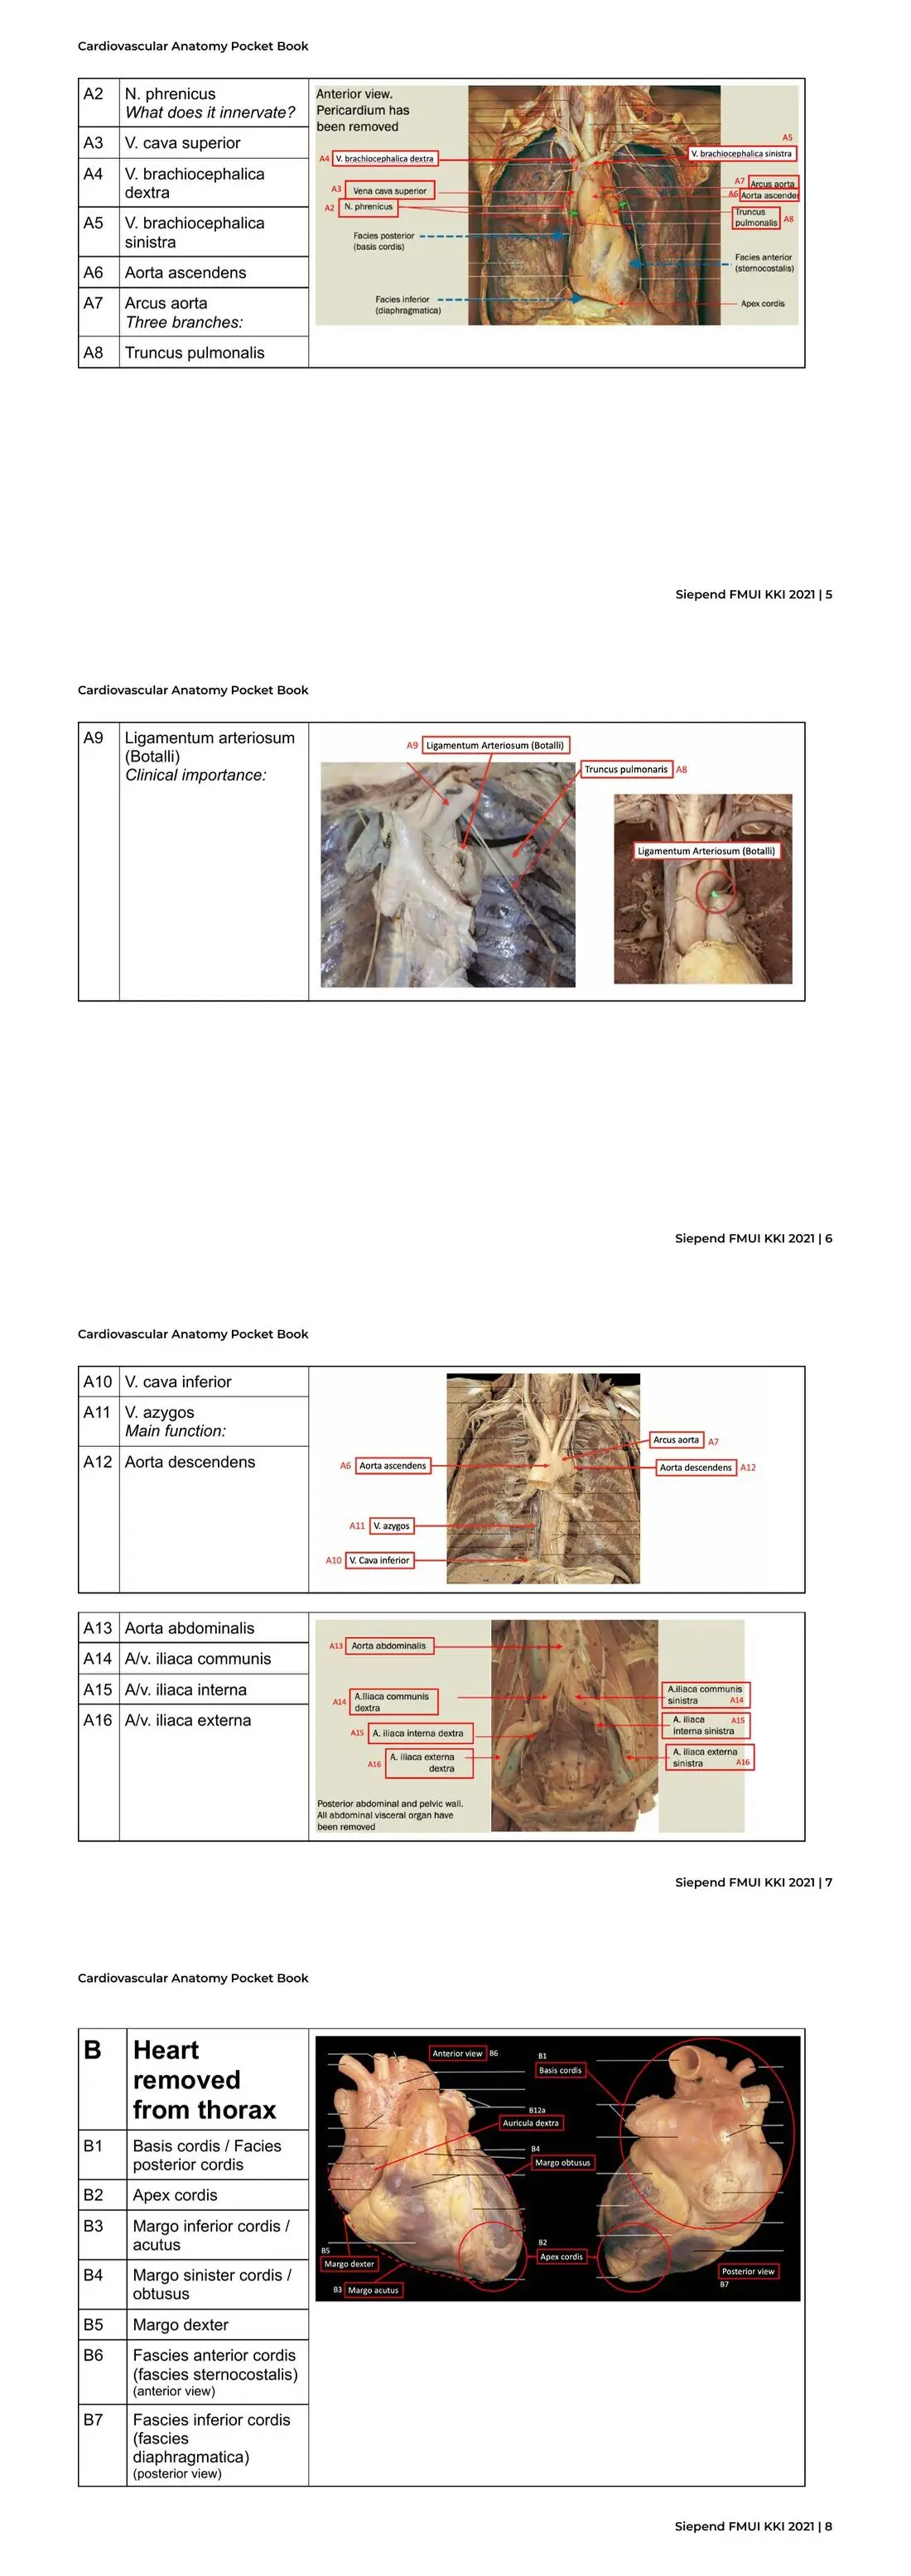 Cardiovascular Anatomy Pocket Book
A2
N. phrenicus
What does it innervate?
A3
V. cava superior
A4
V. brachiocephalica
dextra
A5
V. brachiocephalica
sinistra
A6
Aorta ascendens
A7
Arcus aorta
Three branches:
A8
Truncus pulmonalis
Anterior view.
Pericardium has
been removed
A4 V. brachiocephalica dextra
A3 Vena cava superior
A2 N. phrenicus
Facies posterior
(basis cordis)
Facies inferior
(diaphragmatica)
A5
V. brachiocephalica sinistra
A7 Arcus aorta
A6 Aorta ascender
Truncus
pulmonalis A8
Facies anterior
(sternocostalis)
Apex cordis
Siepend FMUI KKI 2021 | 5
Cardiovascular Anatomy Pocket Book
A9
Ligamentum arteriosum
(Botalli)
Clinical importance:
A9 Ligamentum Arteriosum (Botalli)
Truncus pulmonaris A8
Ligamentum Arteriosum (Botalli)
Siepend FMUI KKI 2021 | 6
Cardiovascular Anatomy Pocket Book
A10
V. cava inferior
A11
V. azygos
Main function:
A12
Aorta descendens
Arcus aorta A7
A6 Aorta ascendens
Aorta descendens A12
A11 V. azygos
A10 V. Cava inferior
A13
Aorta abdominalis
A14
A/v. iliaca communis
A15
A/v. iliaca interna
A16
A/v. iliaca externa
A13 Aorta abdominalis
A14 A.Iliaca communis
dextra
A15 A. iliaca interna dextra
A16 A. iliaca externa
dextra
A.iliaca communis
sinistra A14
A. iliaca A15
interna sinistra
A. iliaca externa
sinistra A16
Posterior abdominal and pelvic wall.
All abdominal visceral organ have
been removed
Siepend FMUI KKI 2021 | 7
Cardiovascular Anatomy Pocket Book
B
Heart
removed
from thorax
B1
Basis cordis / Facies
posterior cordis
B2
Apex cordis
B3
Margo inferior cordis /
acutus
B4
Margo sinister cordis /
obtusus
B5
Margo dexter
B6
Fascies anterior cordis
(fascies sternocostalis)
(anterior view)
B7
Fascies inferior cordis
(fascies
diaphragmatica)
(posterior view)
Anterior view B6
B1
Basis cordis
B12a
Auricula dextra
B4
Margo obtusus
B2
Apex cordis
B5
Margo dexter
B3 Margo acutus
Posterior view
B7
Siepend FMUI KKI 2021 | 8